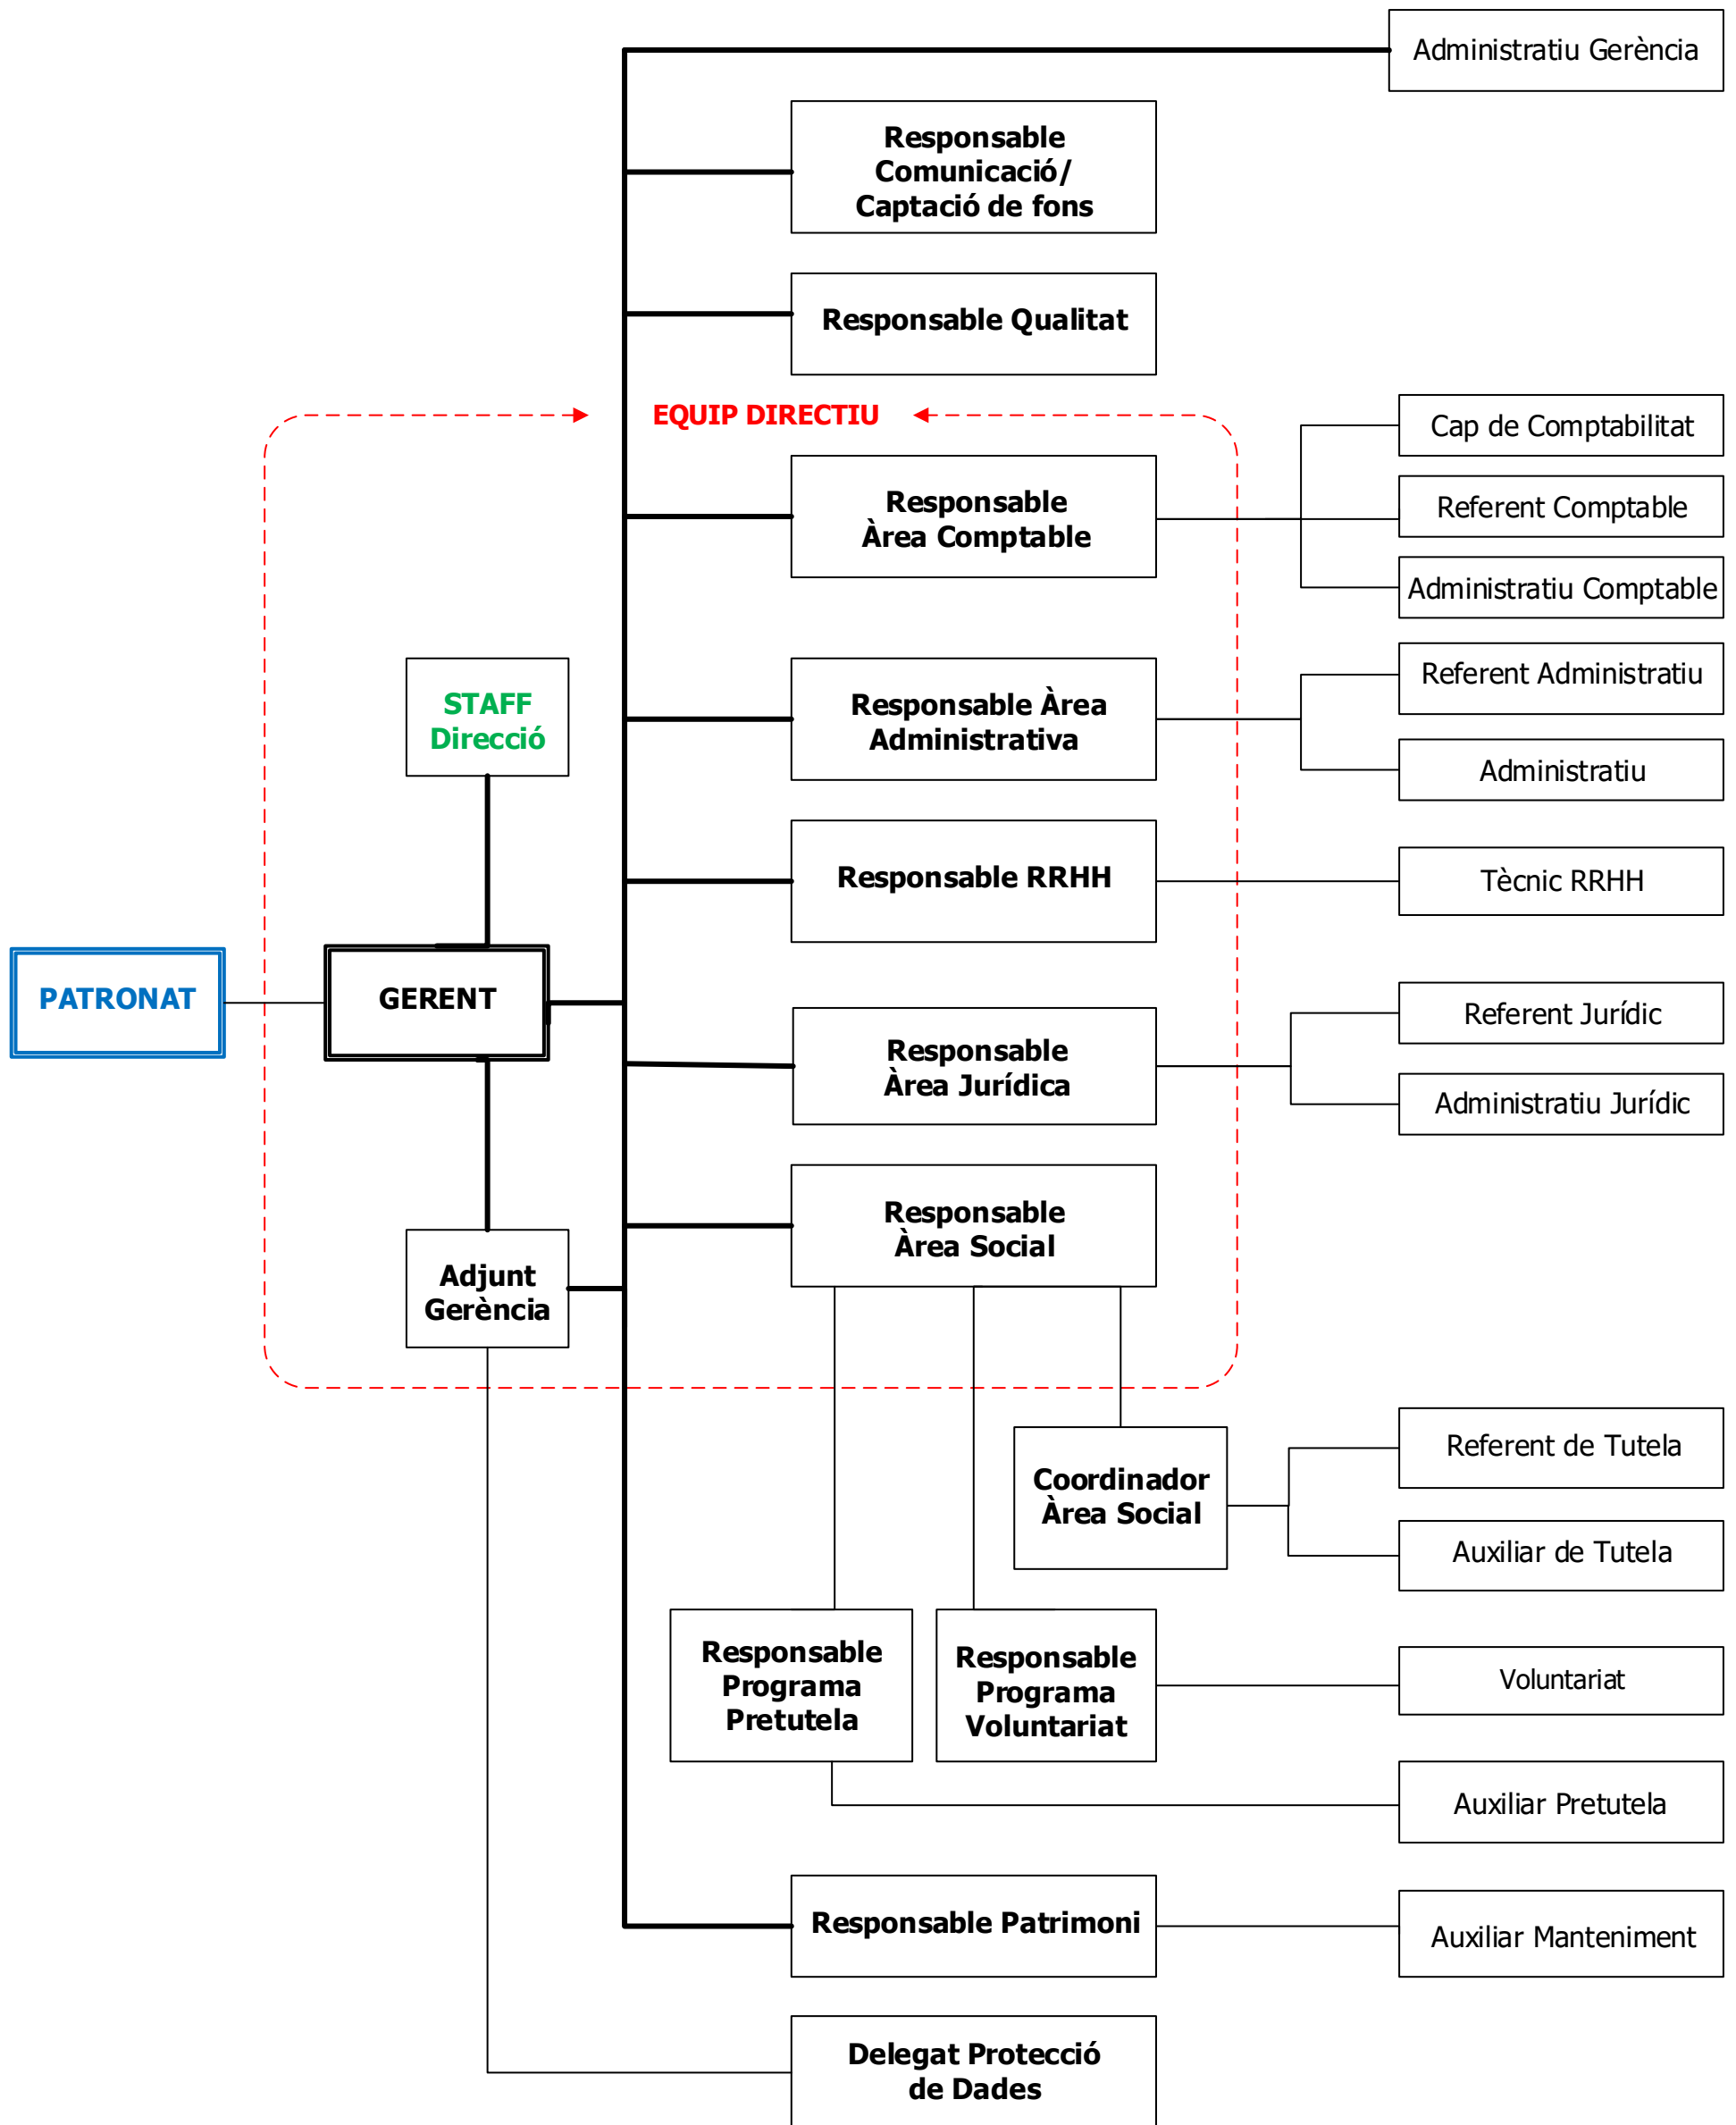 Administratiu Gerència
Responsable
Comunicació/
Captació de fons
Responsable Qualitat
EQUIP DIRECTIU
Cap de Comptabilitat
Responsable
Àrea Comptable
Referent Comptable
Administratiu Comptable
STAFF
Direcció
Responsable Àrea
Administrativa
Referent Administratiu
Administratiu
Responsable RRHH
Tècnic RRHH
PATRONAT
GERENT
Responsable
Àrea Jurídica
Referent Jurídic
Administratiu Jurídic
Responsable
Àrea Social
Adjunt
Gerència
Coordinador
Àrea Social
Referent de Tutela
Auxiliar de Tutela
Responsable
Programa
Pretutela
Responsable
Programa
Voluntariat
Voluntariat
Auxiliar Pretutela
Responsable Patrimoni
Auxiliar Manteniment
Delegat Protecció
de Dades